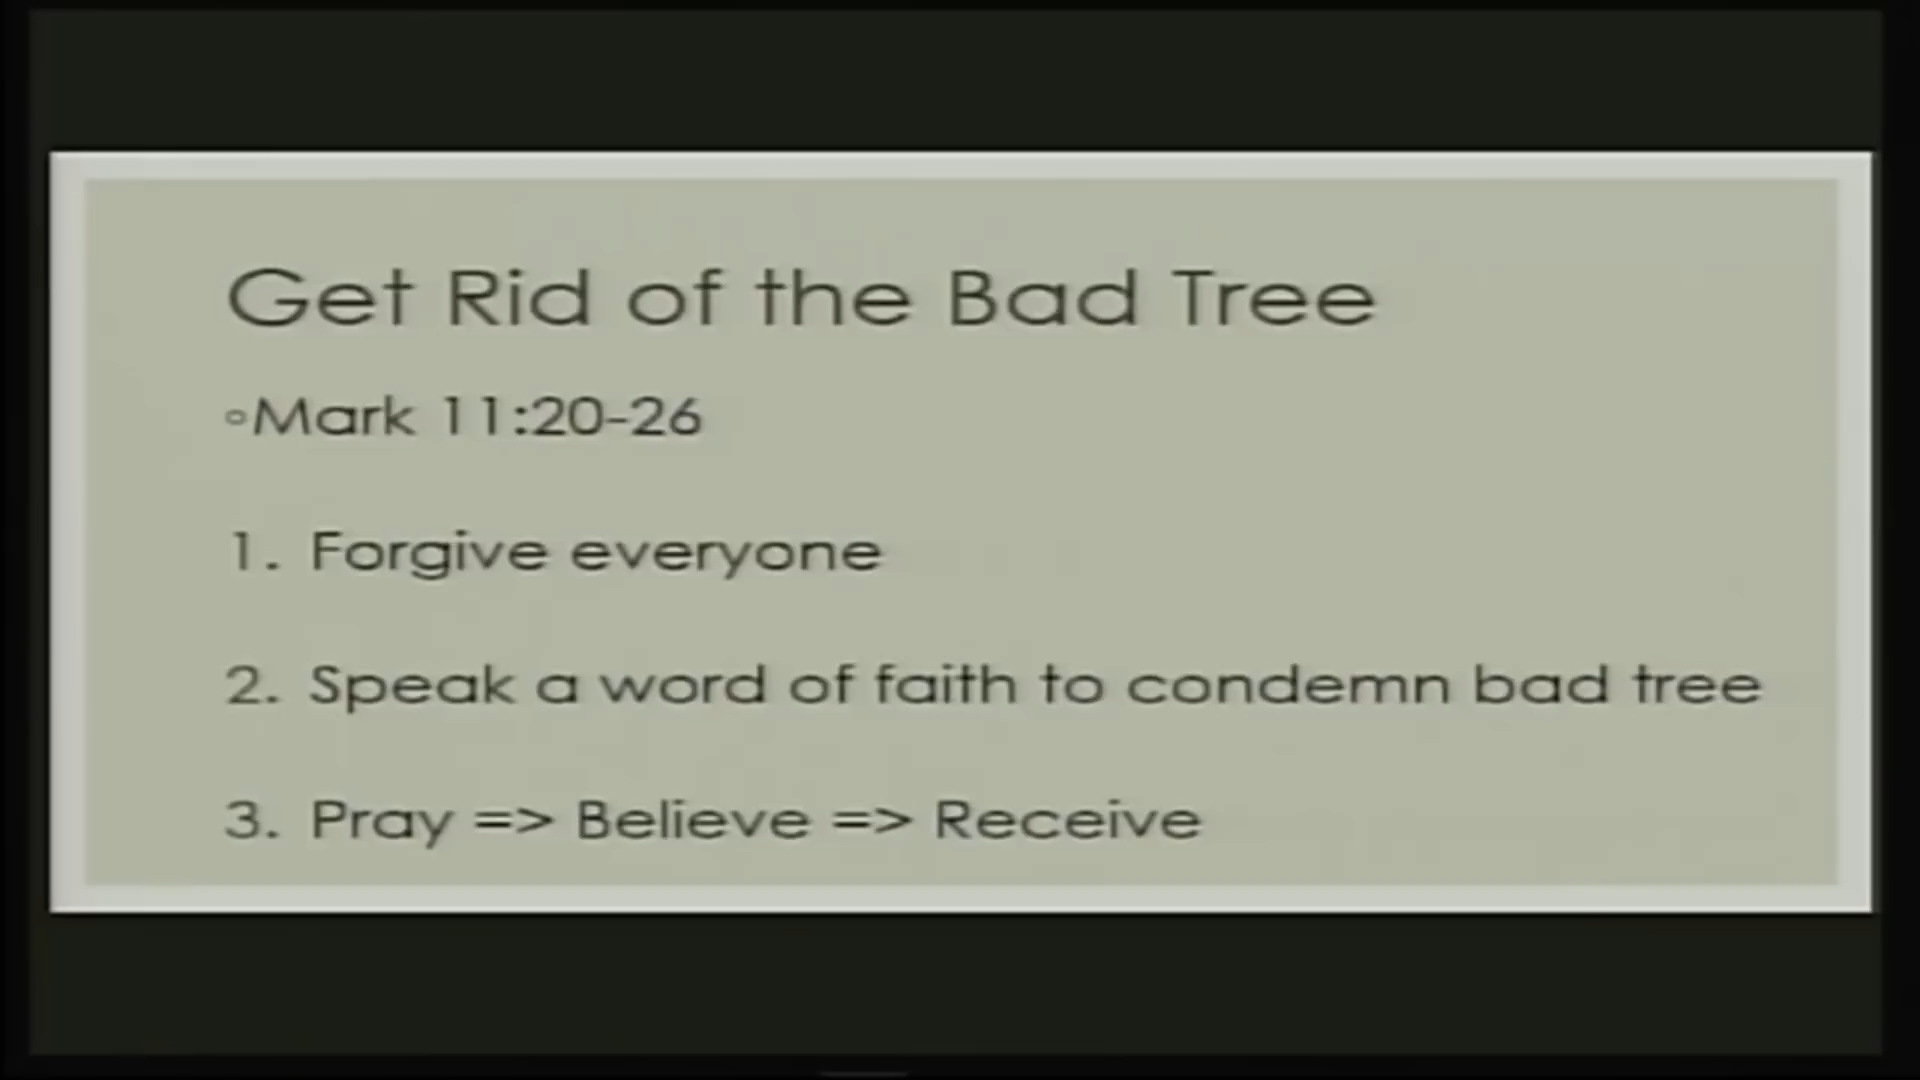 Get Rid of the Bad Tree
◦Mark 11:20-26
1. Forgive everyone
2. Speak a word of faith to condemn bad tree
3. Pray => Believe => Receive